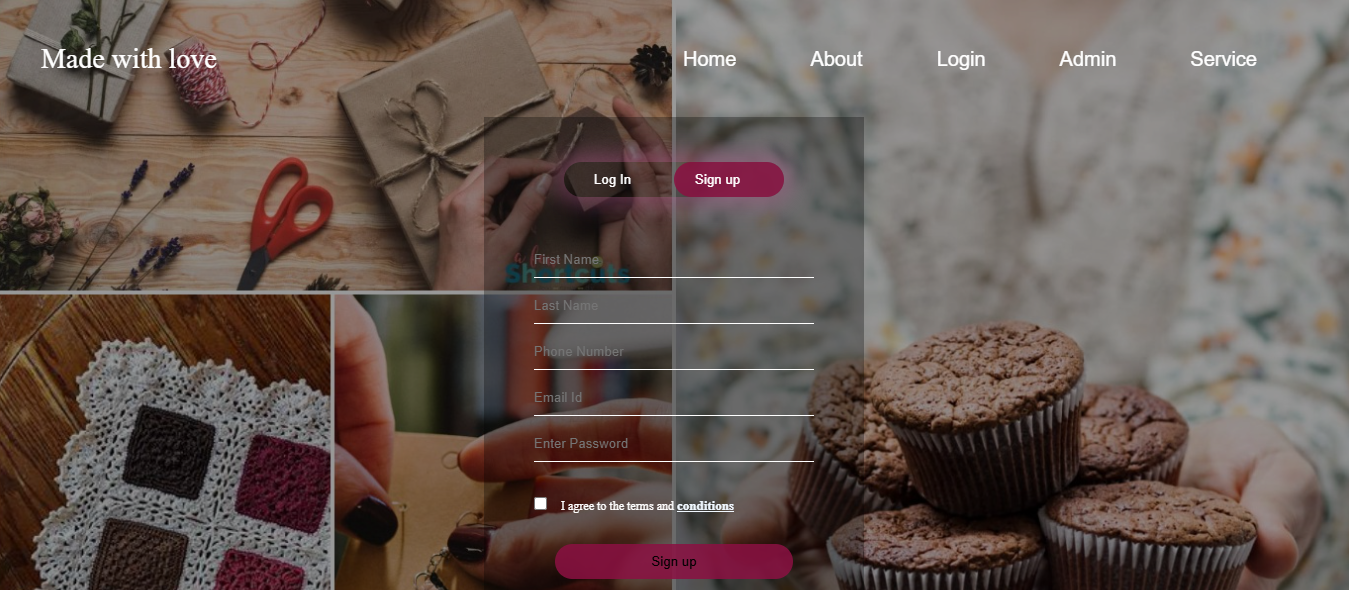 Made with love
Home About Login Admin Service
Log In Sign up
First Name
Shortcuts
Last Name
Phone Number
Email Id
Enter Password
I agree to the terms and conditions
Sign up